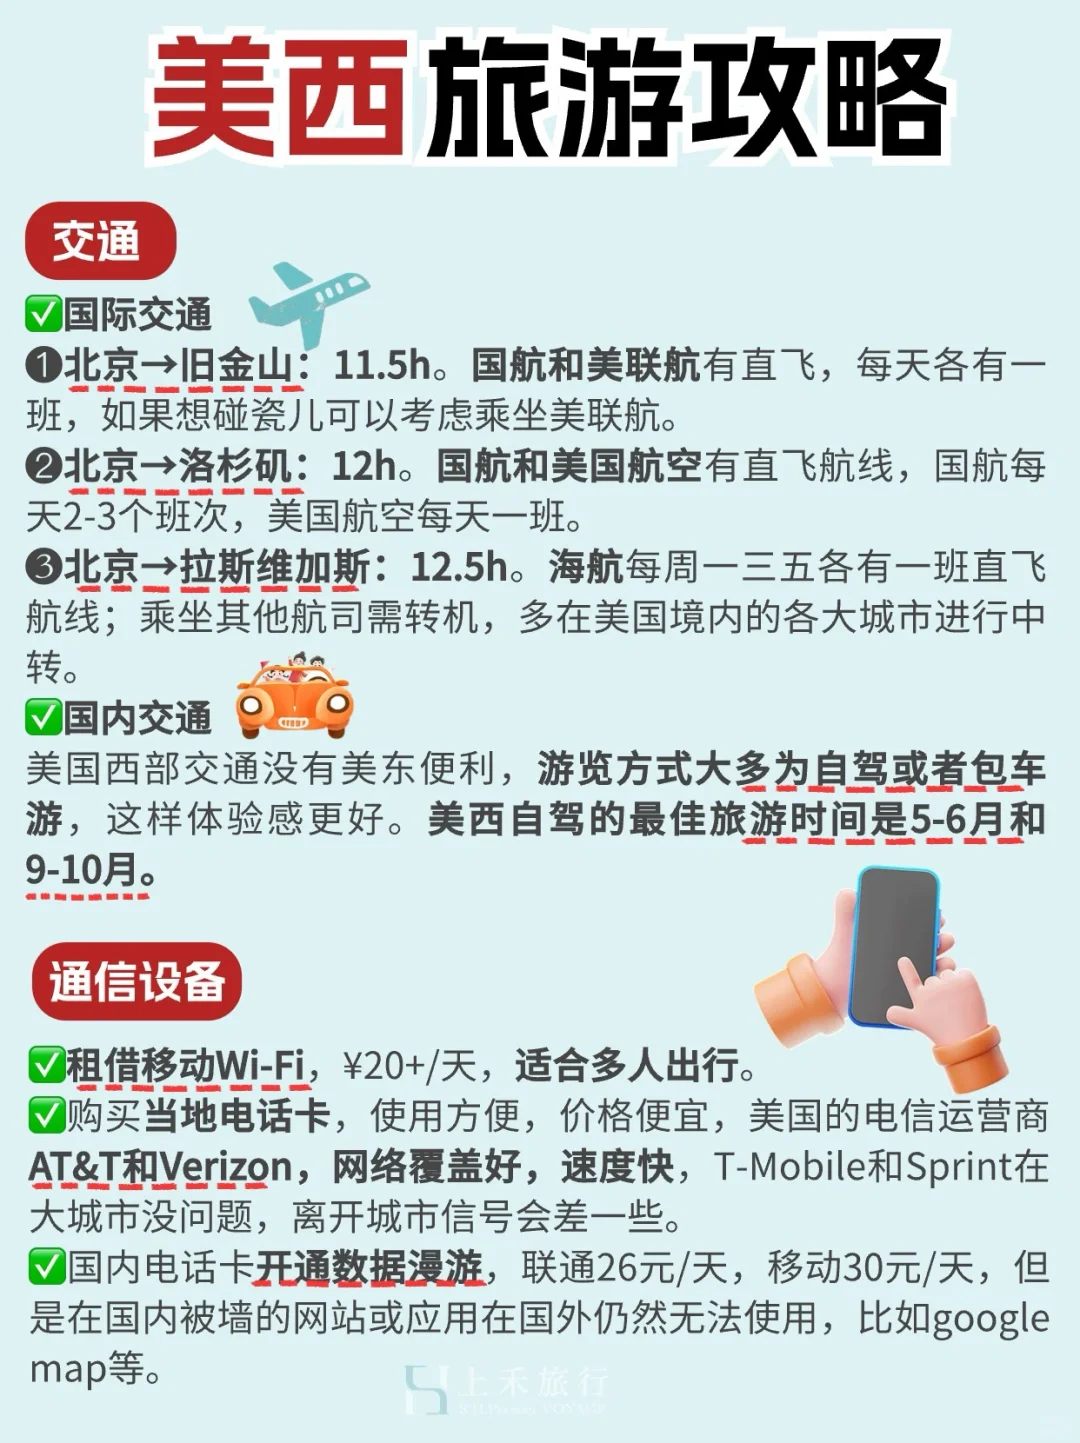 美西旅游攻略
交通
✅国际交通
❶北京→旧金山：11.5h。国航和美联航有直飞，每天各有一
班，如果想碰瓷儿可以考虑乘坐美联航。
❷北京→洛杉矶：12h。国航和美国航空有直飞航线，国航每
天2-3个班次，美国航空每天一班。
❸北京→拉斯维加斯：12.5h。海航每周一三五各有一班直飞
航线；乘坐其他航司需转机，多在美国境内的各大城市进行中
转。
✅国内交通
美国西部交通没有美东便利，游览方式大多为自驾或者包车
游，这样体验感更好。美西自驾的最佳旅游时间是5-6月和
9-10月。
通信设备
✅租借移动Wi-Fi，¥20+/天，适合多人出行。
✅购买当地电话卡，使用方便，价格便宜，美国的电信运营商
AT&T和Verizon，网络覆盖好，速度快，T-Mobile和Sprint在
大城市没问题，离开城市信号会差一些。
✅国内电话卡开通数据漫游，联通26元/天，移动30元/天，但
是在国内被墙的网站或应用在国外仍然无法使用，比如google
map等。
上禾旅行